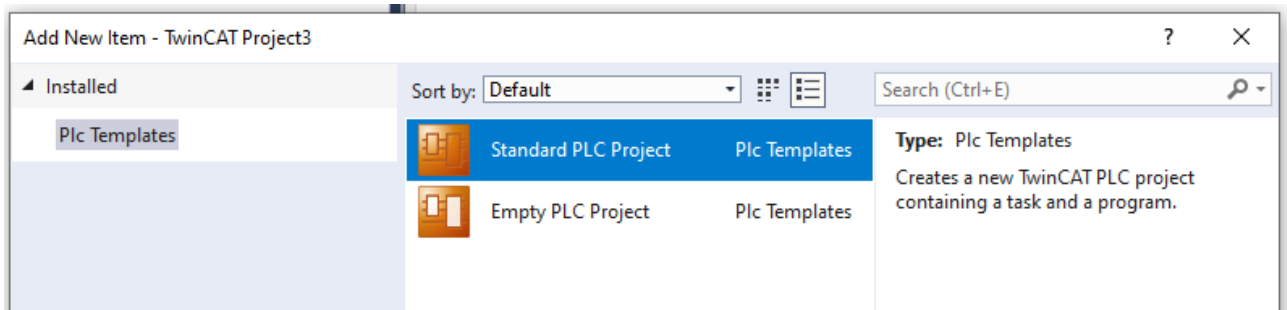 Add New Item - TwinCAT Project3
?
Installed
Plc Templates
Sort by: Default
Standard PLC Project Plc Templates
Empty PLC Project Plc Templates
Search (Ctrl+E)
Type: Plc Templates
Creates a new TwinCAT PLC project
containing a task and a program.